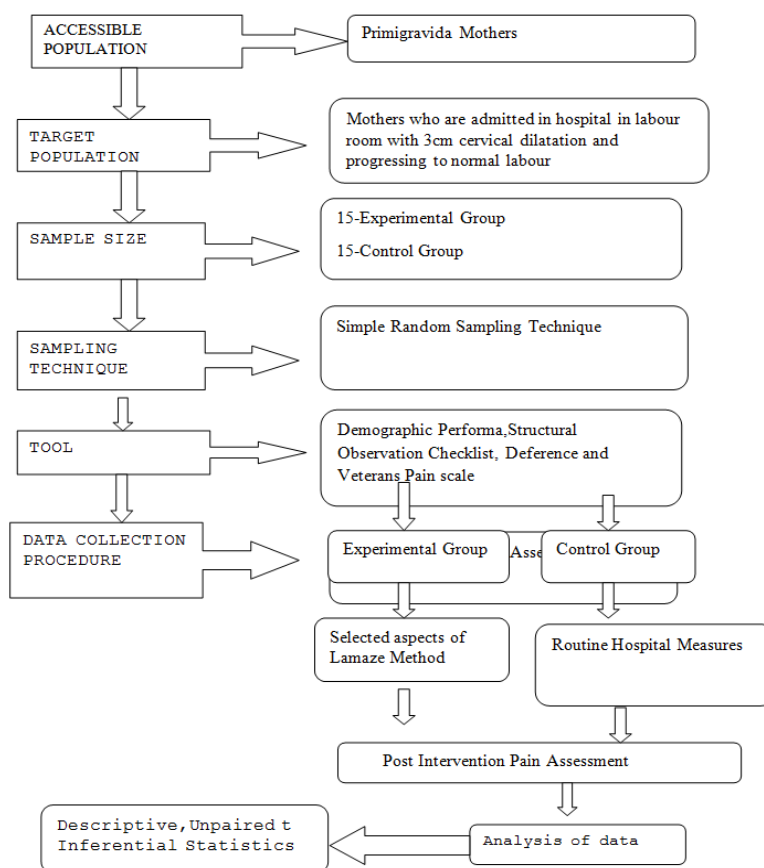 ACCESSIBLE
POPULATION
Primigravida Mothers
TARGET
POPULATION
Mothers who are admitted in hospital in labour
room with 3cm cervical dilatation and
progressing to normal labour
SAMPLE SIZE
15-Experimental Group
15-Control Group
SAMPLING
TECHNIQUE
Simple Random Sampling Technique
TOOL
Demographic Performa,Structural
Observation Checklist, Deference and
Veterans Pain scale
DATA COLLECTION
PROCEDURE
Experimental Group
Control Group
Selected aspects of
Lamaze Method
Routine Hospital Measures
Post Intervention Pain Assessment
Analysis of data
Descriptive,Unpaired t
Inferential Statistics